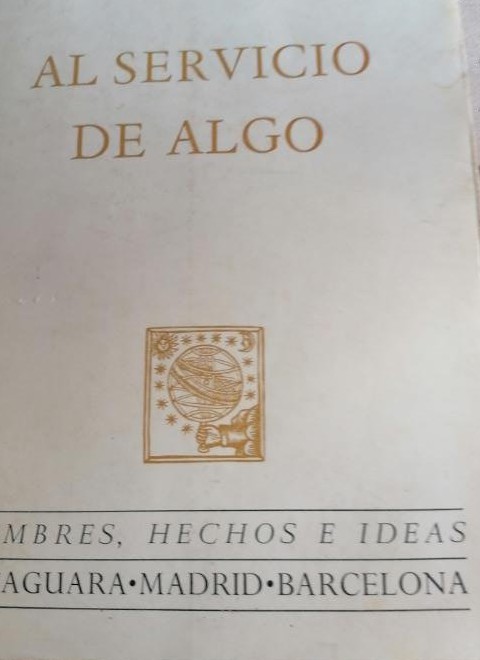 AL SERVICIO
DE ALGO
MBRES, HECHOS E IDEAS
AGUARA•MADRID•BARCELONA